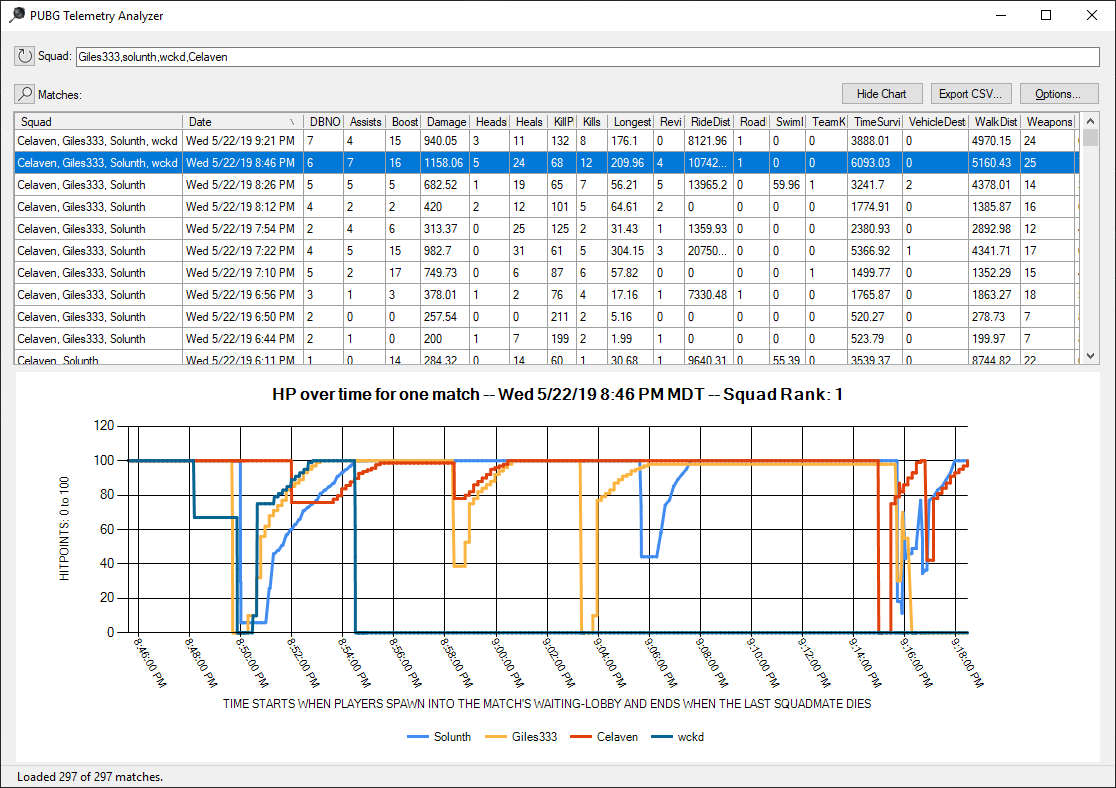 PUBG Telemetry Analyzer
Squad: Giles333,solunth,wckd,Celaven
Matches: Hide Chart Export CSV... Options...
Squad Date DBNO Assists Boost Damage Heads Heals KillP Kills Longest Revi RideDist Road Swiml TeamK TimeSurvi VehicleDest WalkDist Weapons
Celaven, Giles333, Solunth, wckd Wed 5/22/19 9:21 PM 7 4 15 940.05 3 11 132 8 176.1 0 8121.96 1 0 0 3888.01 0 4970.15 24
Celaven, Giles333, Solunth, wckd Wed 5/22/19 8:46 PM 6 7 16 1158.06 5 24 68 12 209.96 4 10742... 1 0 0 6093.03 0 5160.43 25
Celaven, Giles333, Solunth Wed 5/22/19 8:26 PM 5 5 5 682.52 1 19 65 7 56.21 5 13965.2 0 59.96 1 3241.7 2 4378.01 14
Celaven, Giles333, Solunth Wed 5/22/19 8:12 PM 4 2 2 420 2 12 101 5 64.61 2 0 0 0 0 1774.91 0 1385.87 16
Celaven, Giles333, Solunth Wed 5/22/19 7:54 PM 2 4 6 313.37 0 25 125 2 31.43 1 1359.93 0 0 0 2380.93 0 2892.98 12
Celaven, Giles333, Solunth Wed 5/22/19 7:22 PM 4 5 15 982.7 0 31 61 5 304.15 3 20750... 0 0 0 5366.92 1 4341.71 17
Celaven, Giles333, Solunth Wed 5/22/19 7:10 PM 5 2 17 749.73 0 6 87 6 57.82 0 0 0 0 1 1499.77 0 1352.29 15
Celaven, Giles333, Solunth Wed 5/22/19 6:56 PM 3 1 3 378.01 1 2 76 4 17.16 1 7330.48 1 0 0 1765.87 0 1863.27 18
Celaven, Giles333, Solunth Wed 5/22/19 6:50 PM 2 0 0 257.54 0 0 211 2 5.16 0 0 0 0 0 520.27 0 278.73 7
Celaven, Giles333, Solunth Wed 5/22/19 6:44 PM 2 1 0 200 1 7 199 2 1.99 1 0 0 0 0 523.79 0 199.97 7
Celaven, Solunth Wed 5/22/19 6:11 PM 1 0 14 284.32 0 14 60 1 30.68 1 9640.31 0 55.39 0 3539.37 0 8744.82 22
HP over time for one match -- Wed 5/22/19 8:46 PM MDT -- Squad Rank: 1
HITPOINTS: 0 to 100
120
100
80
60
40
20
0
8:46:00 PM 8:48:00 PM 8:50:00 PM 8:52:00 PM 8:54:00 PM 8:56:00 PM 8:58:00 PM 9:00:00 PM 9:02:00 PM 9:04:00 PM 9:06:00 PM 9:08:00 PM 9:10:00 PM 9:12:00 PM 9:14:00 PM 9:16:00 PM 9:18:00 PM
TIME STARTS WHEN PLAYERS SPAWN INTO THE MATCH'S WAITING-LOBBY AND ENDS WHEN THE LAST SQUADMATE DIES
Solunth Giles333 Celaven wckd
Loaded 297 of 297 matches.